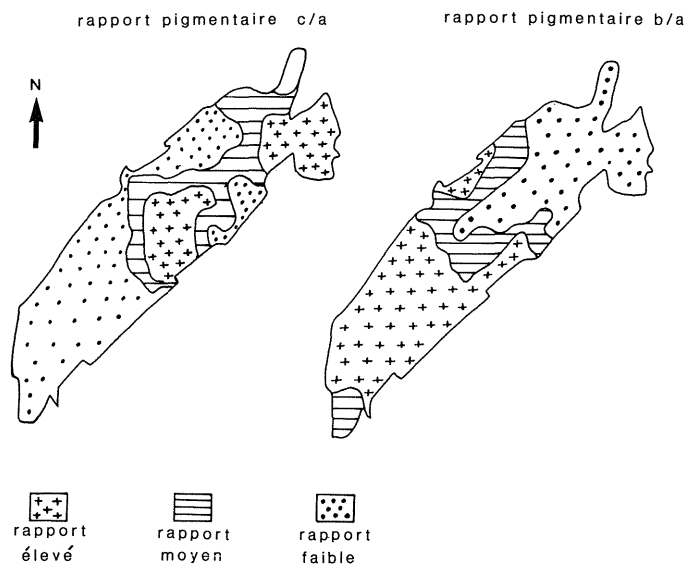 rapport pigmentaire c/a
rapport pigmentaire b/a
N
rapport
élevé
rapport
moyen
rapport
faible